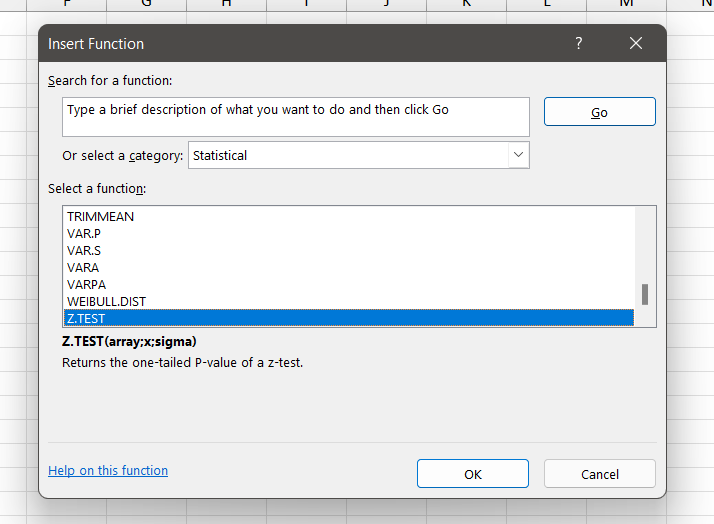 F G H I J K L M N
Insert Function ?
Search for a function:
Type a brief description of what you want to do and then click Go
Go
Or select a category: Statistical
Select a function:
TRIMMEAN
VAR.P
VAR.S
VARA
VARPA
WEIBULL.DIST
Z.TEST
Z.TEST(array;x;sigma)
Returns the one-tailed P-value of a z-test.
Help on this function
OK
Cancel